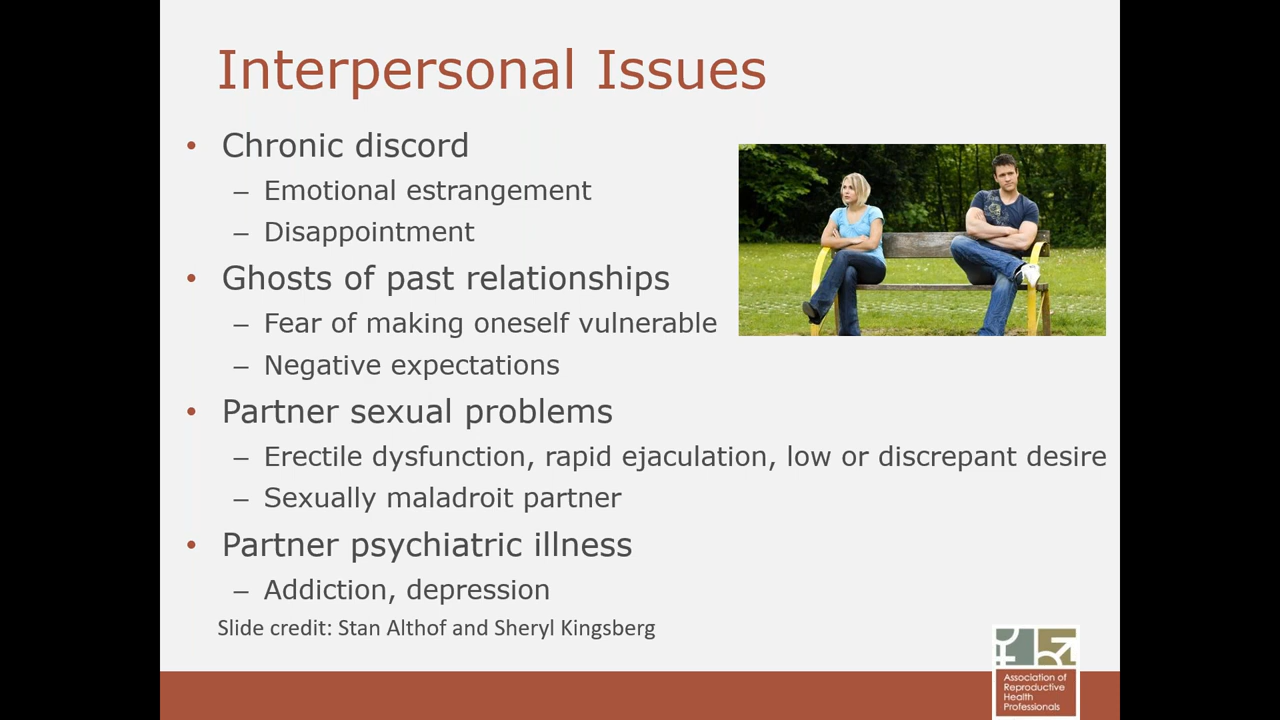 Interpersonal Issues
• Chronic discord
– Emotional estrangement
– Disappointment
• Ghosts of past relationships
– Fear of making oneself vulnerable
– Negative expectations
• Partner sexual problems
– Erectile dysfunction, rapid ejaculation, low or discrepant desire
– Sexually maladroit partner
• Partner psychiatric illness
– Addiction, depression
Slide credit: Stan Althof and Sheryl Kingsberg
Association of
Reproductive
Health
Professionals